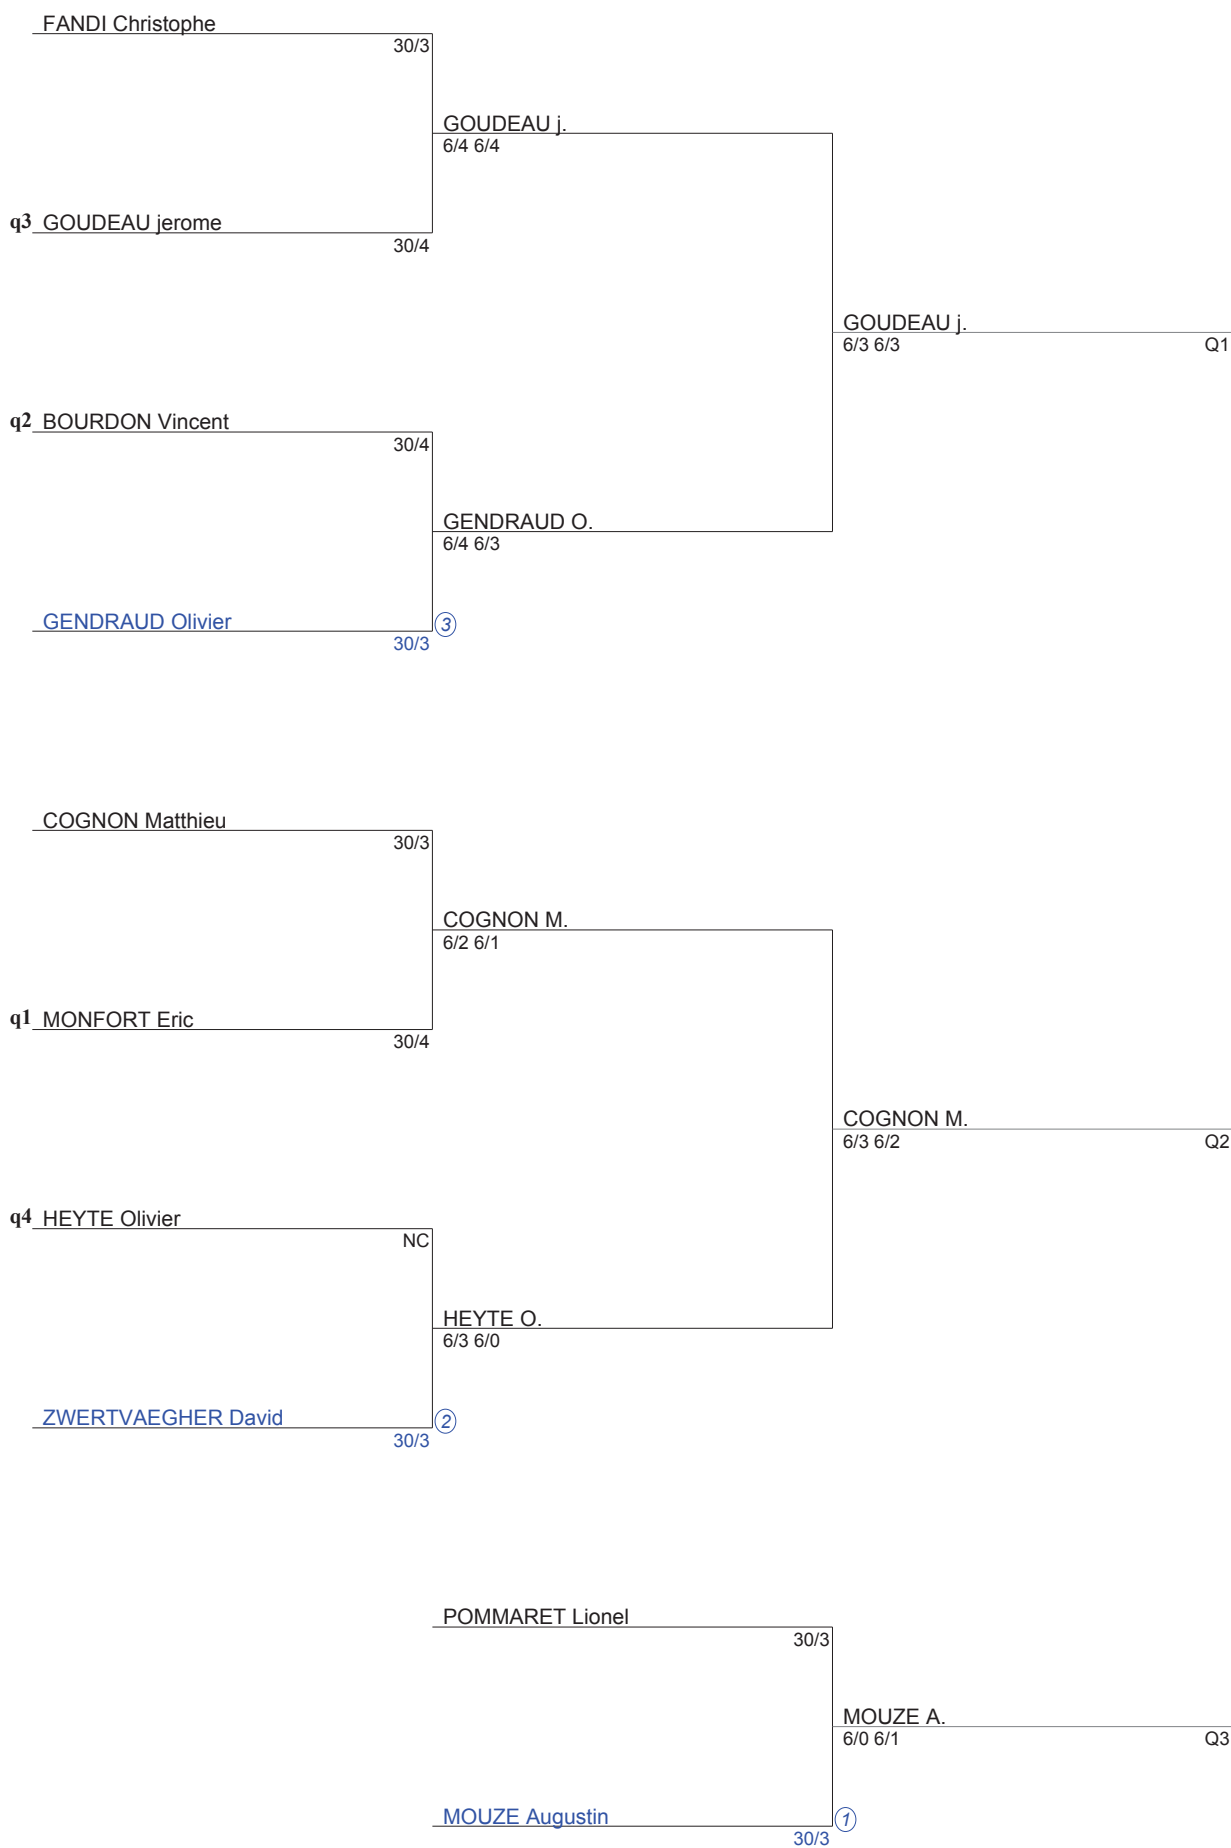 FANDI Christophe
30/3
GOUDEAU j.
6/4 6/4
q3 GOUDEAU jerome
30/4
GOUDEAU j.
6/3 6/3 Q1
q2 BOURDON Vincent
30/4
GENDRAUD O.
6/4 6/3
GENDRAUD Olivier 3
30/3
COGNON Matthieu
30/3
COGNON M.
6/2 6/1
q1 MONFORT Eric
30/4
COGNON M.
6/3 6/2 Q2
q4 HEYTE Olivier
NC
HEYTE O.
6/3 6/0
ZWERTVAEGHER David 2
30/3
POMMARET Lionel
30/3
MOUZE A.
6/0 6/1 Q3
MOUZE Augustin 1
30/3